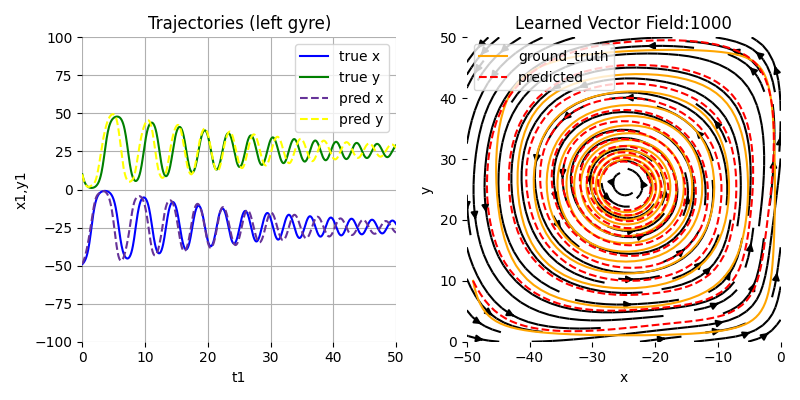 Trajectories (left gyre)
x1,y1
100
75
50
25
0
−25
−50
−75
−100
true x
true y
pred x
pred y
0 10 20 30 40 50
t1
Learned Vector Field:1000
y
50
40
30
20
10
0
ground_truth
predicted
−50 −40 −30 −20 −10 0
x